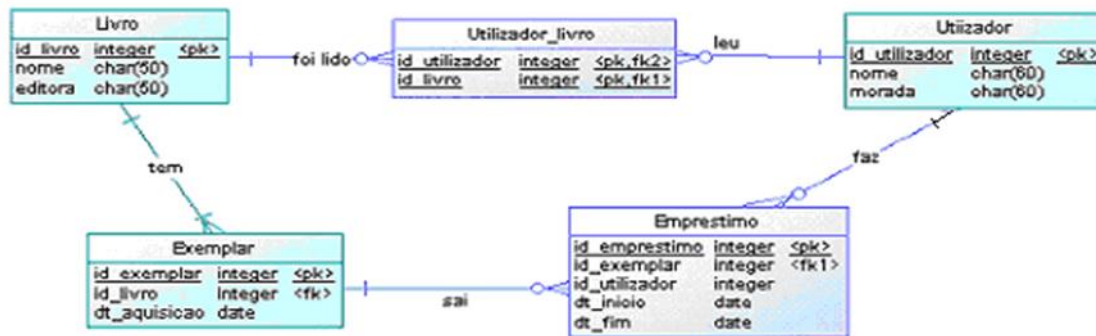 Livro
id_livro integer <pk>
nome char(50)
editora char(50)
foi lido
Utilizador_livro
id_utilizador integer <pk,fk2>
id_livro integer <pk,fk1>
leu
Utiizador
id_utilizador integer <pk>
nome char(60)
morada char(60)
tem
faz
Exemplar
id_exemplar integer <pk>
id_livro integer <fk>
dt_aquisicao date
sai
Emprestimo
id_emprestimo integer <pk>
id_exemplar integer <fk1>
id_utilizador integer
dt_inicio date
dt_fim date